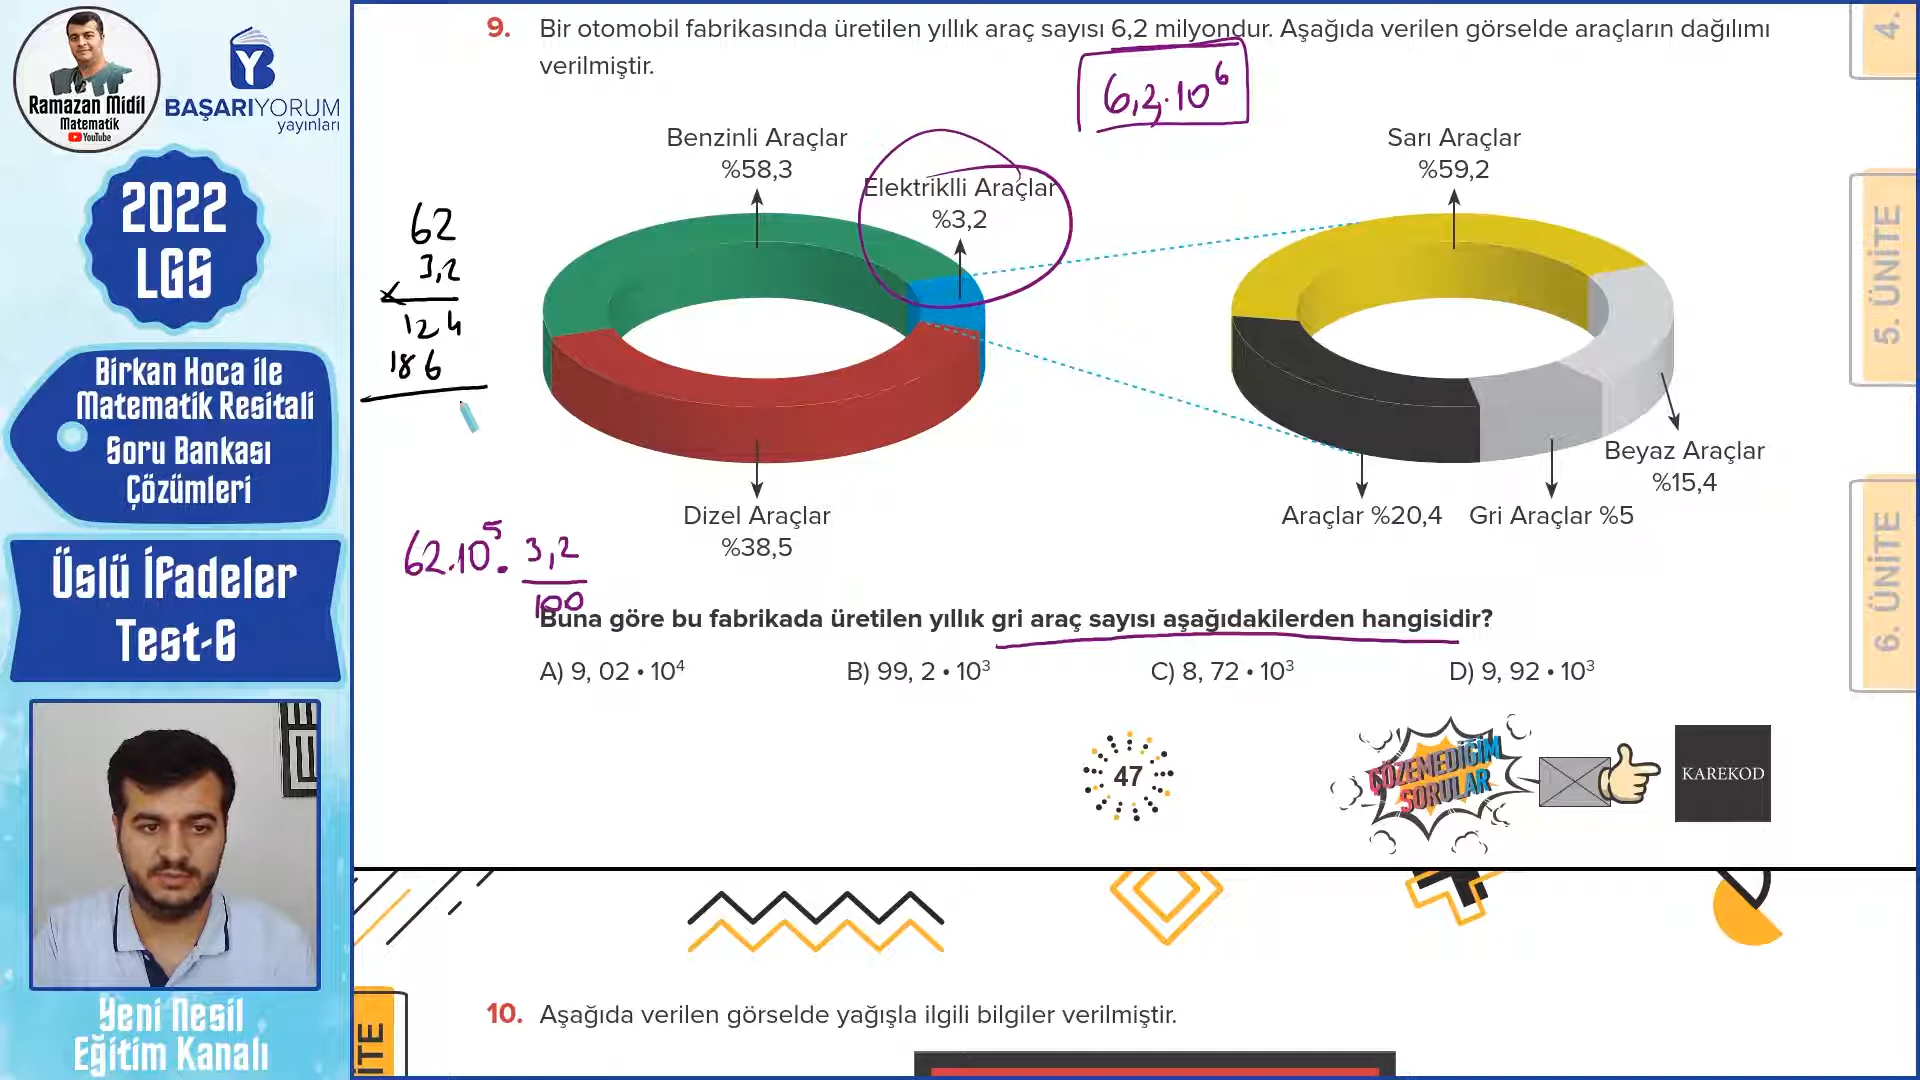 Ramazan Midil
Matematik
YouTube
BAŞARIYORUM
yayınları
2022
LGS
Birkan Hoca ile
Matematik Resitali
Soru Bankası
Çözümleri
Üslü İfadeler
Test-6
Yeni Nesil
Eğitim Kanalı
9. Bir otomobil fabrikasında üretilen yıllık araç sayısı 6,2 milyondur. Aşağıda verilen görselde araçların dağılımı
verilmiştir.
6,2.10⁶
Benzinli Araçlar
%58,3
Elektriklli Araçlar
%3,2
Sarı Araçlar
%59,2
62
3,2
×
124
186
Beyaz Araçlar
%15,4
Dizel Araçlar
%38,5
Araçlar %20,4 Gri Araçlar %5
62.10⁵. 3,2
100
Buna göre bu fabrikada üretilen yıllık gri araç sayısı aşağıdakilerden hangisidir?
A) 9, 02 • 10⁴ B) 99, 2 • 10³ C) 8, 72 • 10³ D) 9, 92 • 10³
47
ÇÖZEMEDİĞİM
SORULAR
KAREKOD
10. Aşağıda verilen görselde yağışla ilgili bilgiler verilmiştir.
4.
5. ÜNİTE
6. ÜNİTE
İTE